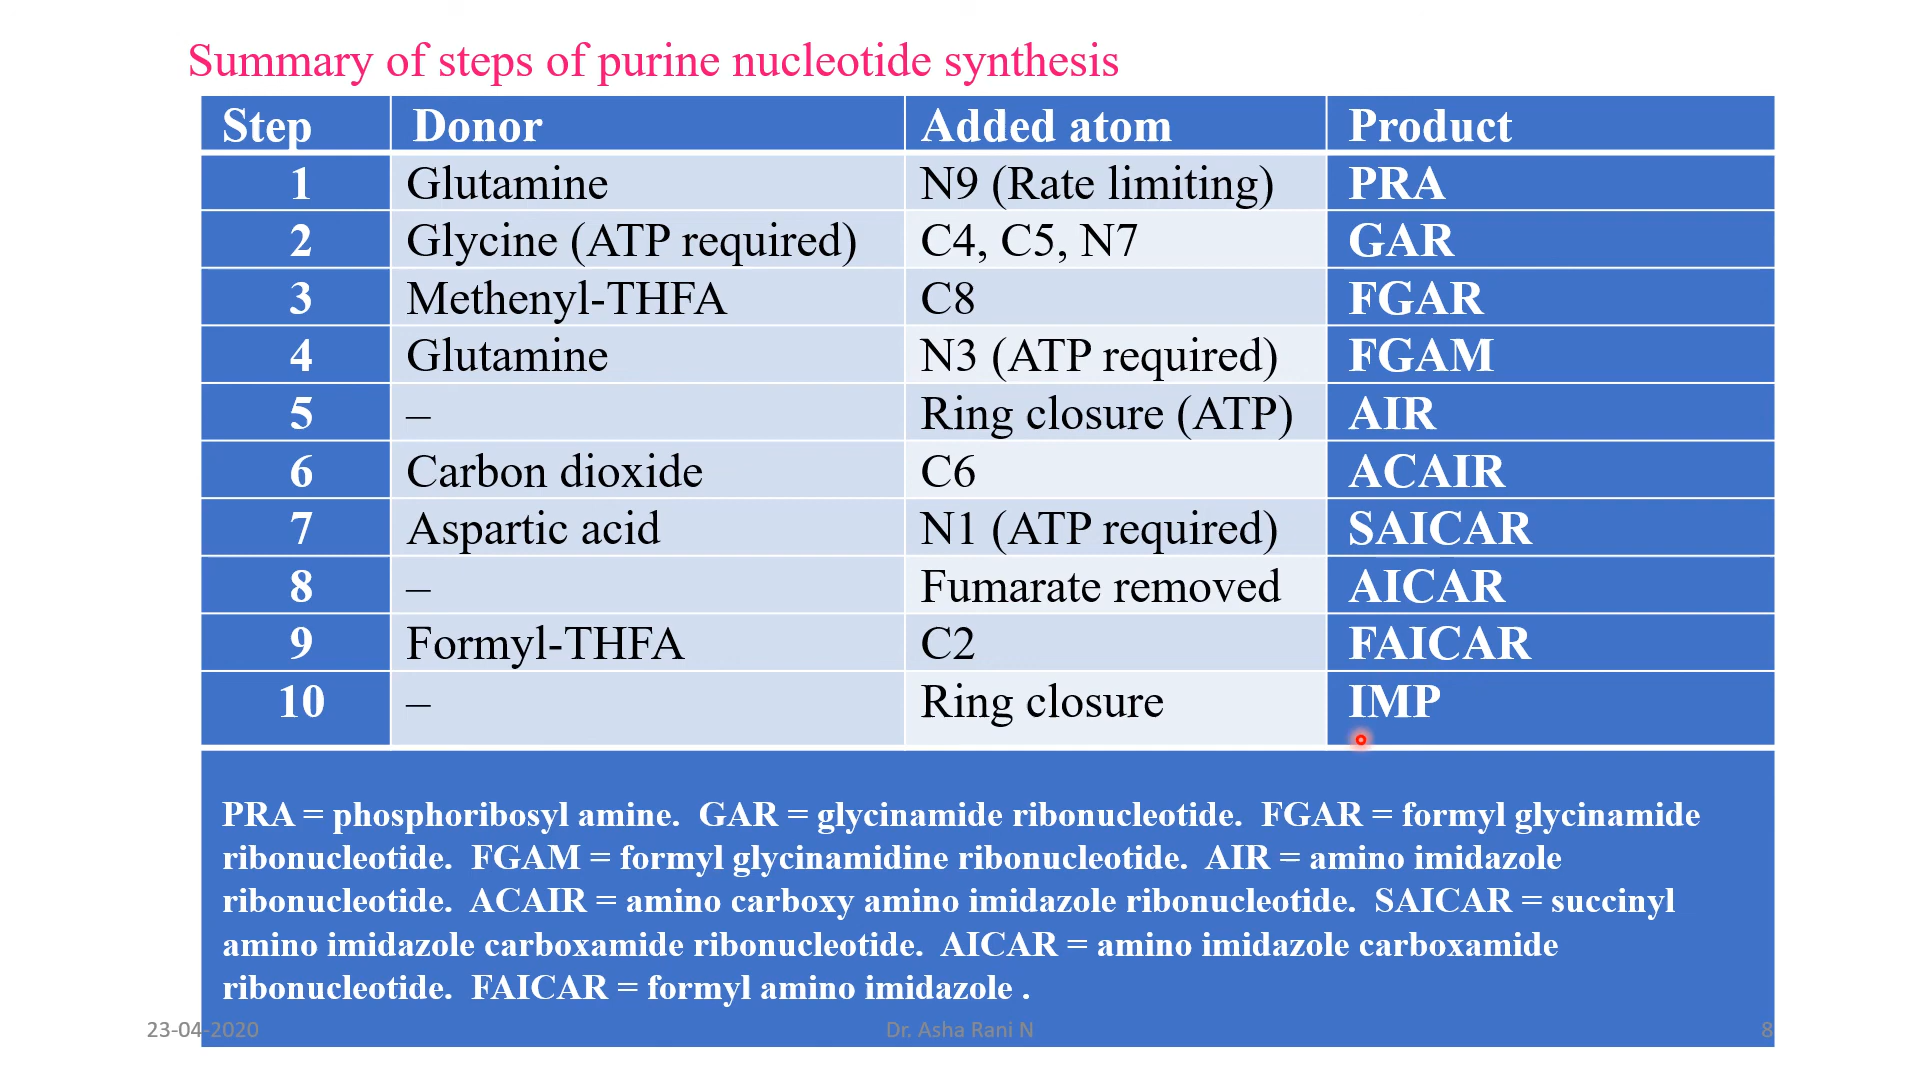 Summary of steps of purine nucleotide synthesis
Step Donor Added atom Product
1 Glutamine N9 (Rate limiting) PRA
2 Glycine (ATP required) C4, C5, N7 GAR
3 Methenyl-THFA C8 FGAR
4 Glutamine N3 (ATP required) FGAM
5 – Ring closure (ATP) AIR
6 Carbon dioxide C6 ACAIR
7 Aspartic acid N1 (ATP required) SAICAR
8 – Fumarate removed AICAR
9 Formyl-THFA C2 FAICAR
10 – Ring closure IMP
PRA = phosphoribosyl amine. GAR = glycinamide ribonucleotide. FGAR = formyl glycinamide
ribonucleotide. FGAM = formyl glycinamidine ribonucleotide. AIR = amino imidazole
ribonucleotide. ACAIR = amino carboxy amino imidazole ribonucleotide. SAICAR = succinyl
amino imidazole carboxamide ribonucleotide. AICAR = amino imidazole carboxamide
ribonucleotide. FAICAR = formyl amino imidazole .
23-04-2020 Dr. Asha Rani N 8